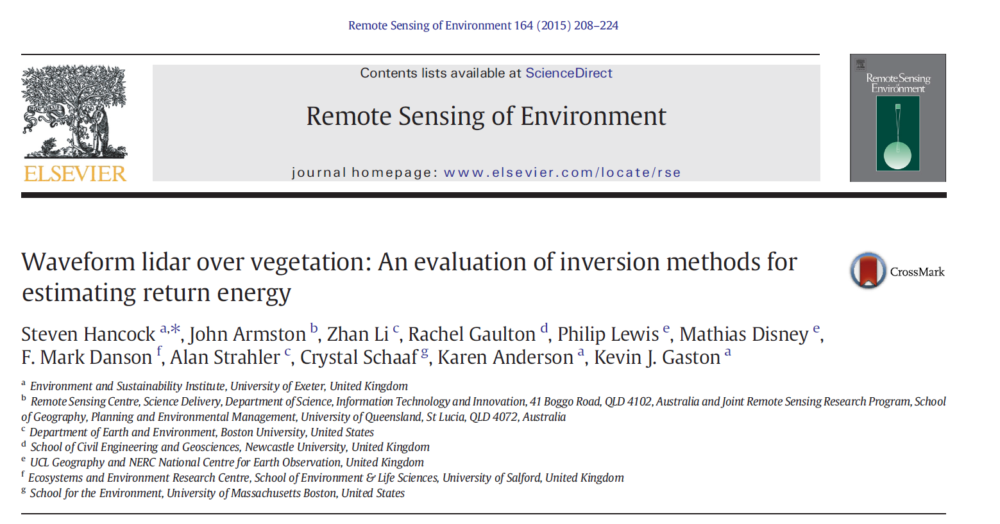 Remote Sensing of Environment 164 (2015) 208–224
Contents lists available at ScienceDirect
Remote Sensing of Environment
journal homepage: www.elsevier.com/locate/rse
NON SOLUS
ELSEVIER
Remote Sensing
of
Environment
Waveform lidar over vegetation: An evaluation of inversion methods for
estimating return energy
CrossMark
Steven Hancock a,*, John Armston b, Zhan Li c, Rachel Gaulton d, Philip Lewis e, Mathias Disney e,
F. Mark Danson f, Alan Strahler c, Crystal Schaaf g, Karen Anderson a, Kevin J. Gaston a
a Environment and Sustainability Institute, University of Exeter, United Kingdom
b Remote Sensing Centre, Science Delivery, Department of Science, Information Technology and Innovation, 41 Boggo Road, QLD 4102, Australia and Joint Remote Sensing Research Program, School
of Geography, Planning and Environmental Management, University of Queensland, St Lucia, QLD 4072, Australia
c Department of Earth and Environment, Boston University, United States
d School of Civil Engineering and Geosciences, Newcastle University, United Kingdom
e UCL Geography and NERC National Centre for Earth Observation, United Kingdom
f Ecosystems and Environment Research Centre, School of Environment & Life Sciences, University of Salford, United Kingdom
g School for the Environment, University of Massachusetts Boston, United States